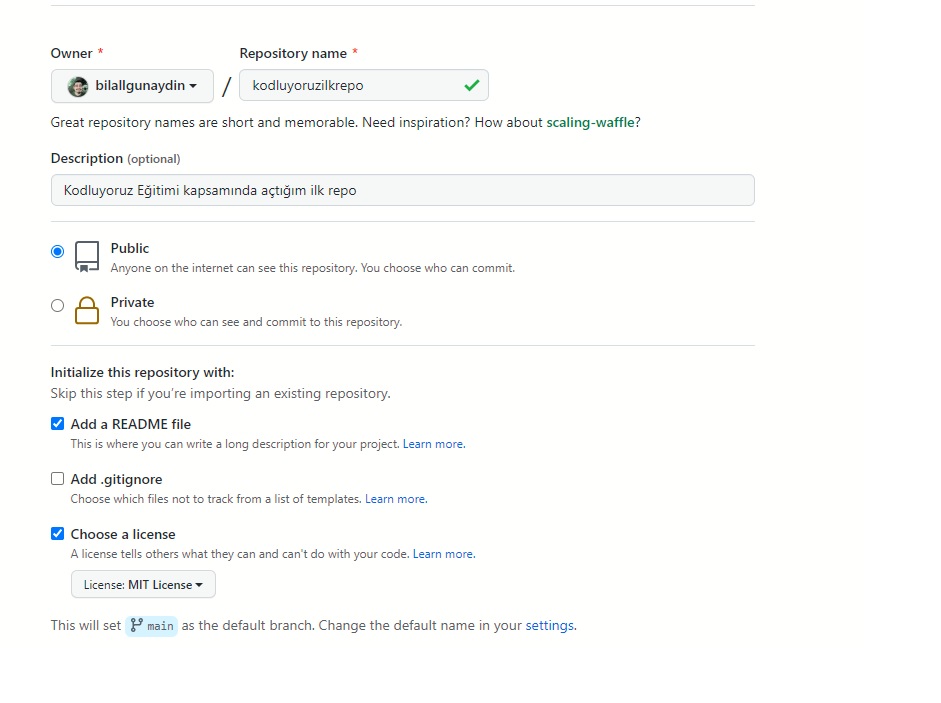 Owner * Repository name *
bilallgunaydin / kodluyoruzilkrepo
Great repository names are short and memorable. Need inspiration? How about scaling-waffle?
Description (optional)
Kodluyoruz Eğitimi kapsamında açtığım ilk repo
Public
Anyone on the internet can see this repository. You choose who can commit.
Private
You choose who can see and commit to this repository.
Initialize this repository with:
Skip this step if you're importing an existing repository.
Add a README file
This is where you can write a long description for your project. Learn more.
Add .gitignore
Choose which files not to track from a list of templates. Learn more.
Choose a license
A license tells others what they can and can't do with your code. Learn more.
License: MIT License
This will set main as the default branch. Change the default name in your settings.